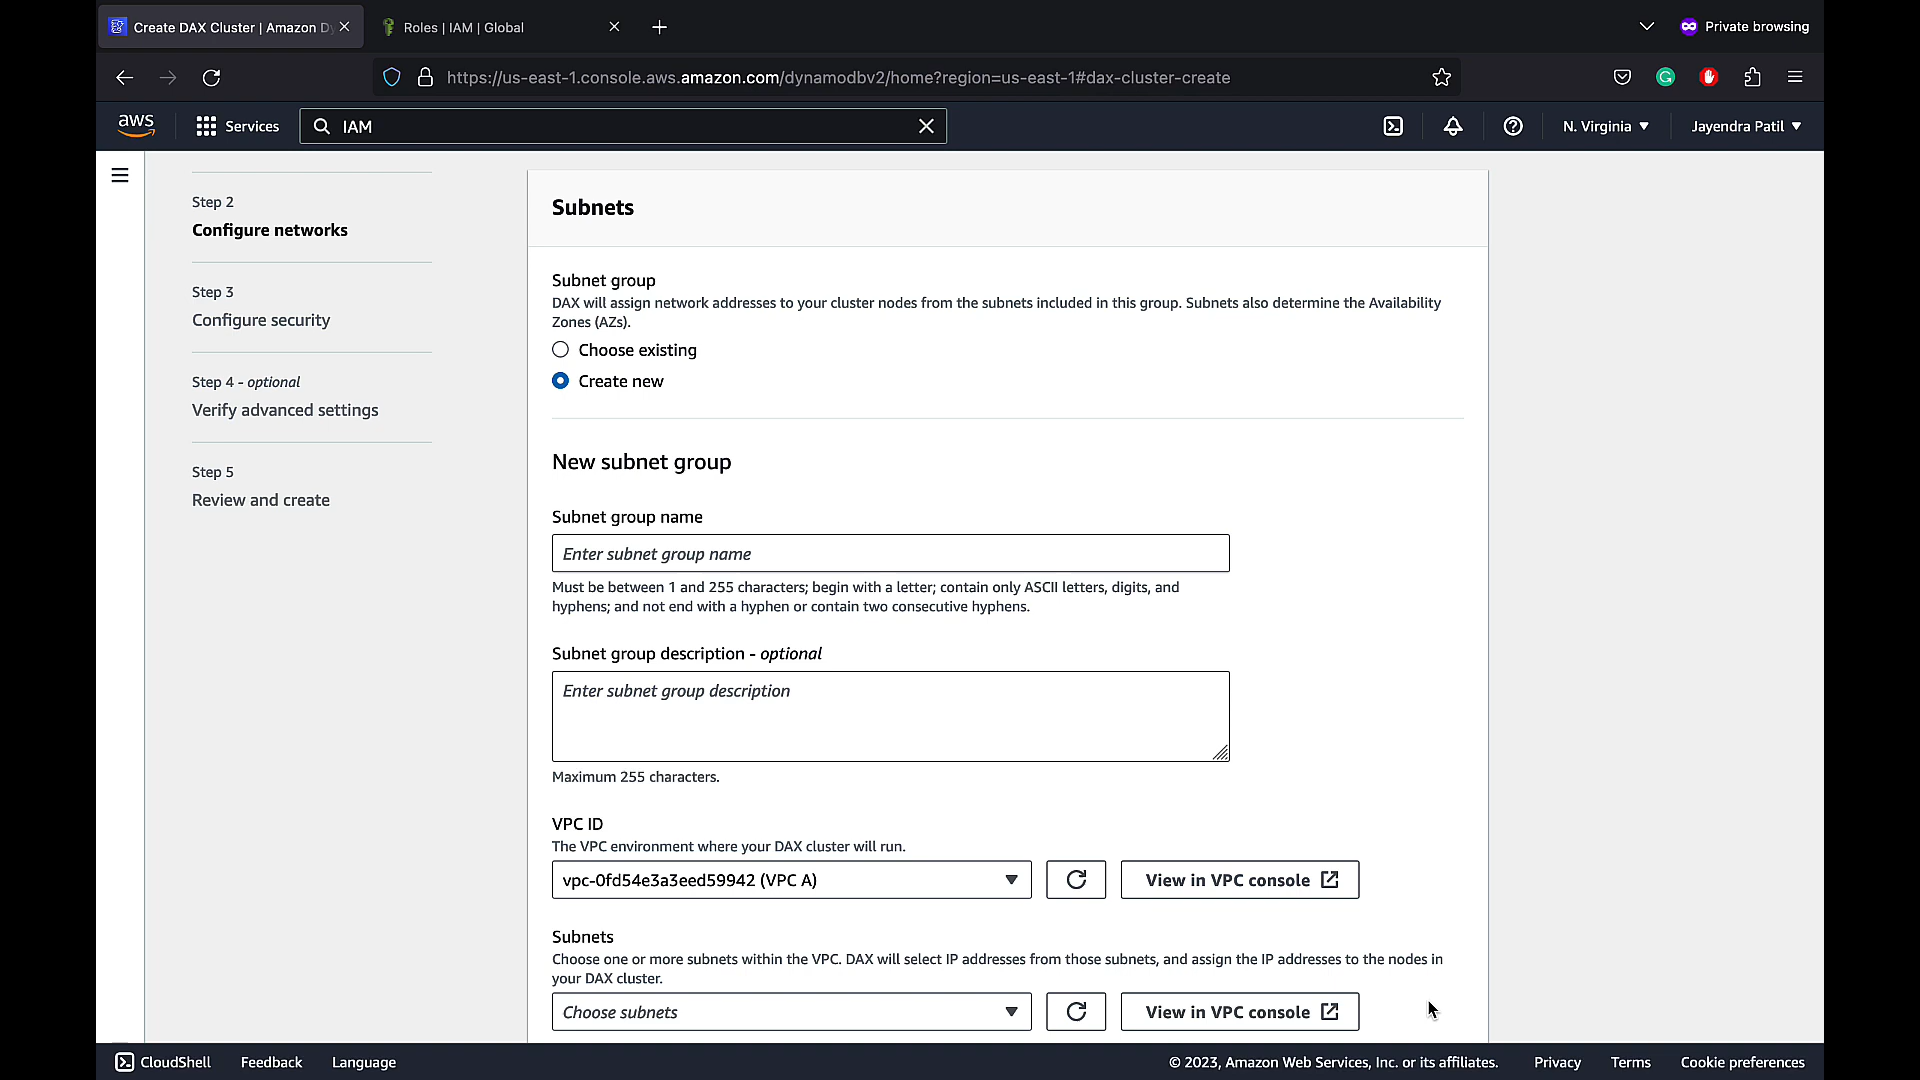 Create DAX Cluster | Amazon Dy
Roles | IAM | Global
Private browsing
https://us-east-1.console.aws.amazon.com/dynamodbv2/home?region=us-east-1#dax-cluster-create
aws
Services
IAM
N. Virginia
Jayendra Patil
Step 2
Configure networks
Step 3
Configure security
Step 4 - optional
Verify advanced settings
Step 5
Review and create
Subnets
Subnet group
DAX will assign network addresses to your cluster nodes from the subnets included in this group. Subnets also determine the Availability
Zones (AZs).
Choose existing
Create new
New subnet group
Subnet group name
Enter subnet group name
Must be between 1 and 255 characters; begin with a letter; contain only ASCII letters, digits, and
hyphens; and not end with a hyphen or contain two consecutive hyphens.
Subnet group description - optional
Enter subnet group description
Maximum 255 characters.
VPC ID
The VPC environment where your DAX cluster will run.
vpc-0fd54e3a3eed59942 (VPC A)
View in VPC console
Subnets
Choose one or more subnets within the VPC. DAX will select IP addresses from those subnets, and assign the IP addresses to the nodes in
your DAX cluster.
Choose subnets
View in VPC console
CloudShell
Feedback
Language
© 2023, Amazon Web Services, Inc. or its affiliates.
Privacy
Terms
Cookie preferences